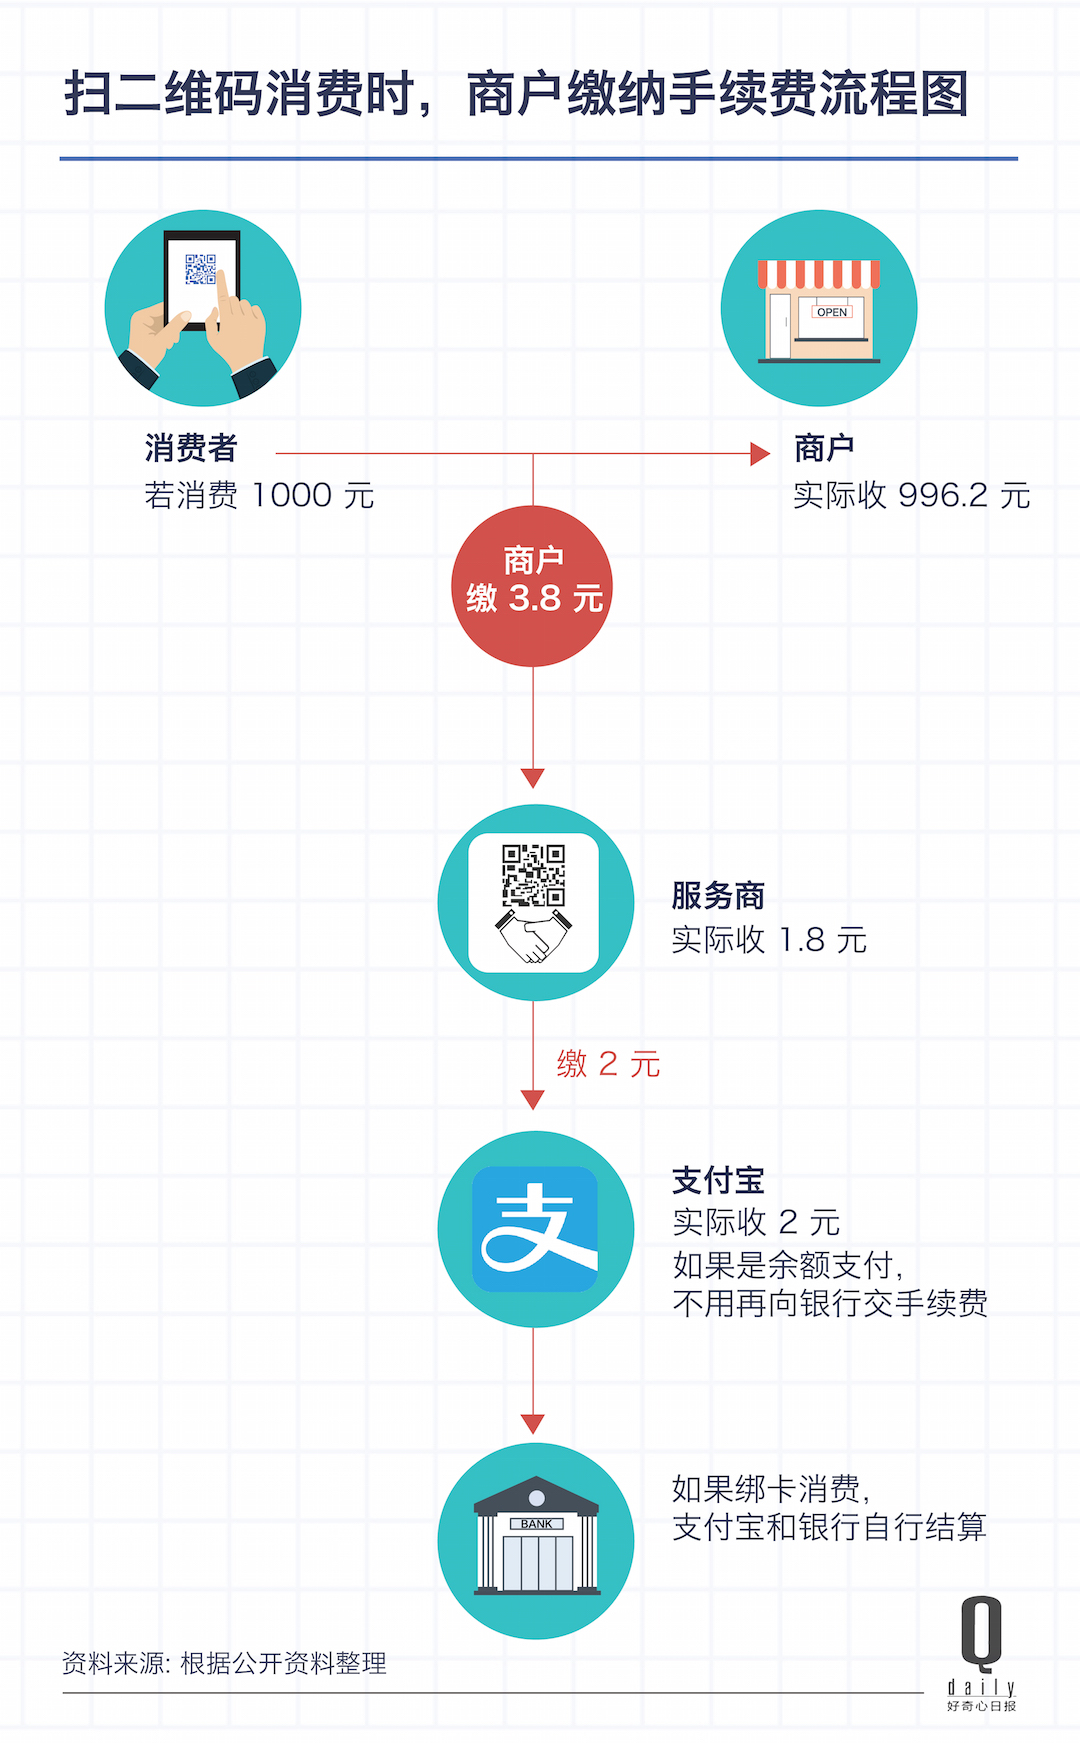 扫二维码消费时，商户缴纳手续费流程图
OPEN
消费者
若消费 1000 元
商户
实际收 996.2 元
商户
缴 3.8 元
服务商
实际收 1.8 元
缴 2 元
支
支付宝
实际收 2 元
如果是余额支付，
不用再向银行交手续费
BANK
如果绑卡消费，
支付宝和银行自行结算
资料来源: 根据公开资料整理
Q
daily
好奇心日报